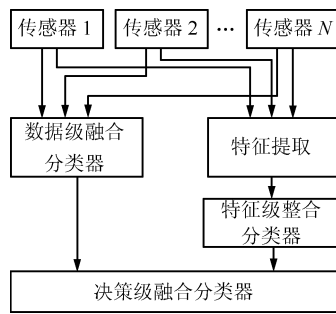 传感器 1
传感器 2
…
传感器 N
数据级融合
分类器
特征提取
特征级整合
分类器
决策级融合分类器